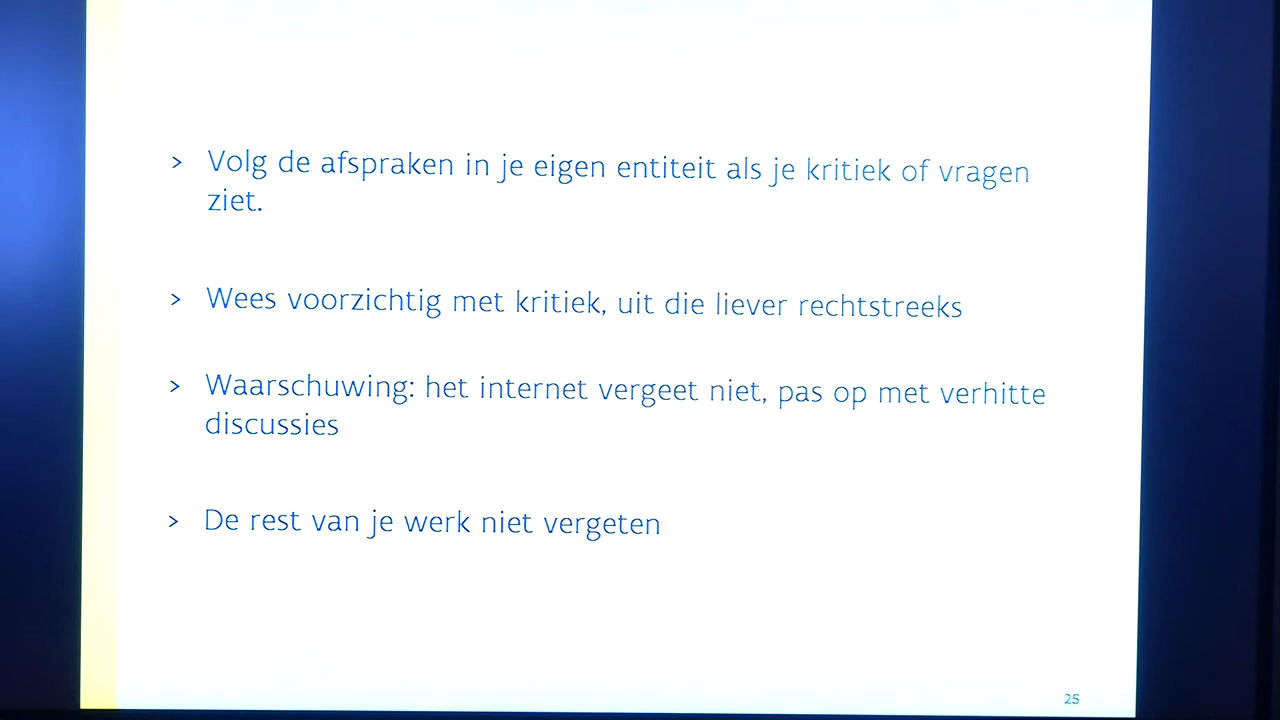 > Volg de afspraken in je eigen entiteit als je kritiek of vragen
ziet.
> Wees voorzichtig met kritiek, uit die liever rechtstreeks
> Waarschuwing: het internet vergeet niet, pas op met verhitte
discussies
> De rest van je werk niet vergeten
25